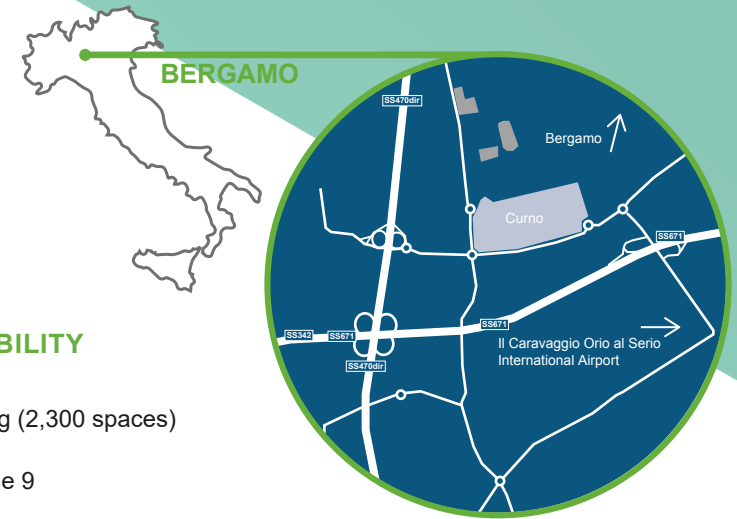 BERGAMO
SS470dir
Bergamo
Curno
SS671
SS671
SS342
SS671
Il Caravaggio Orio al Serio
International Airport
SS470dir
BILITY
g (2,300 spaces)
e 9